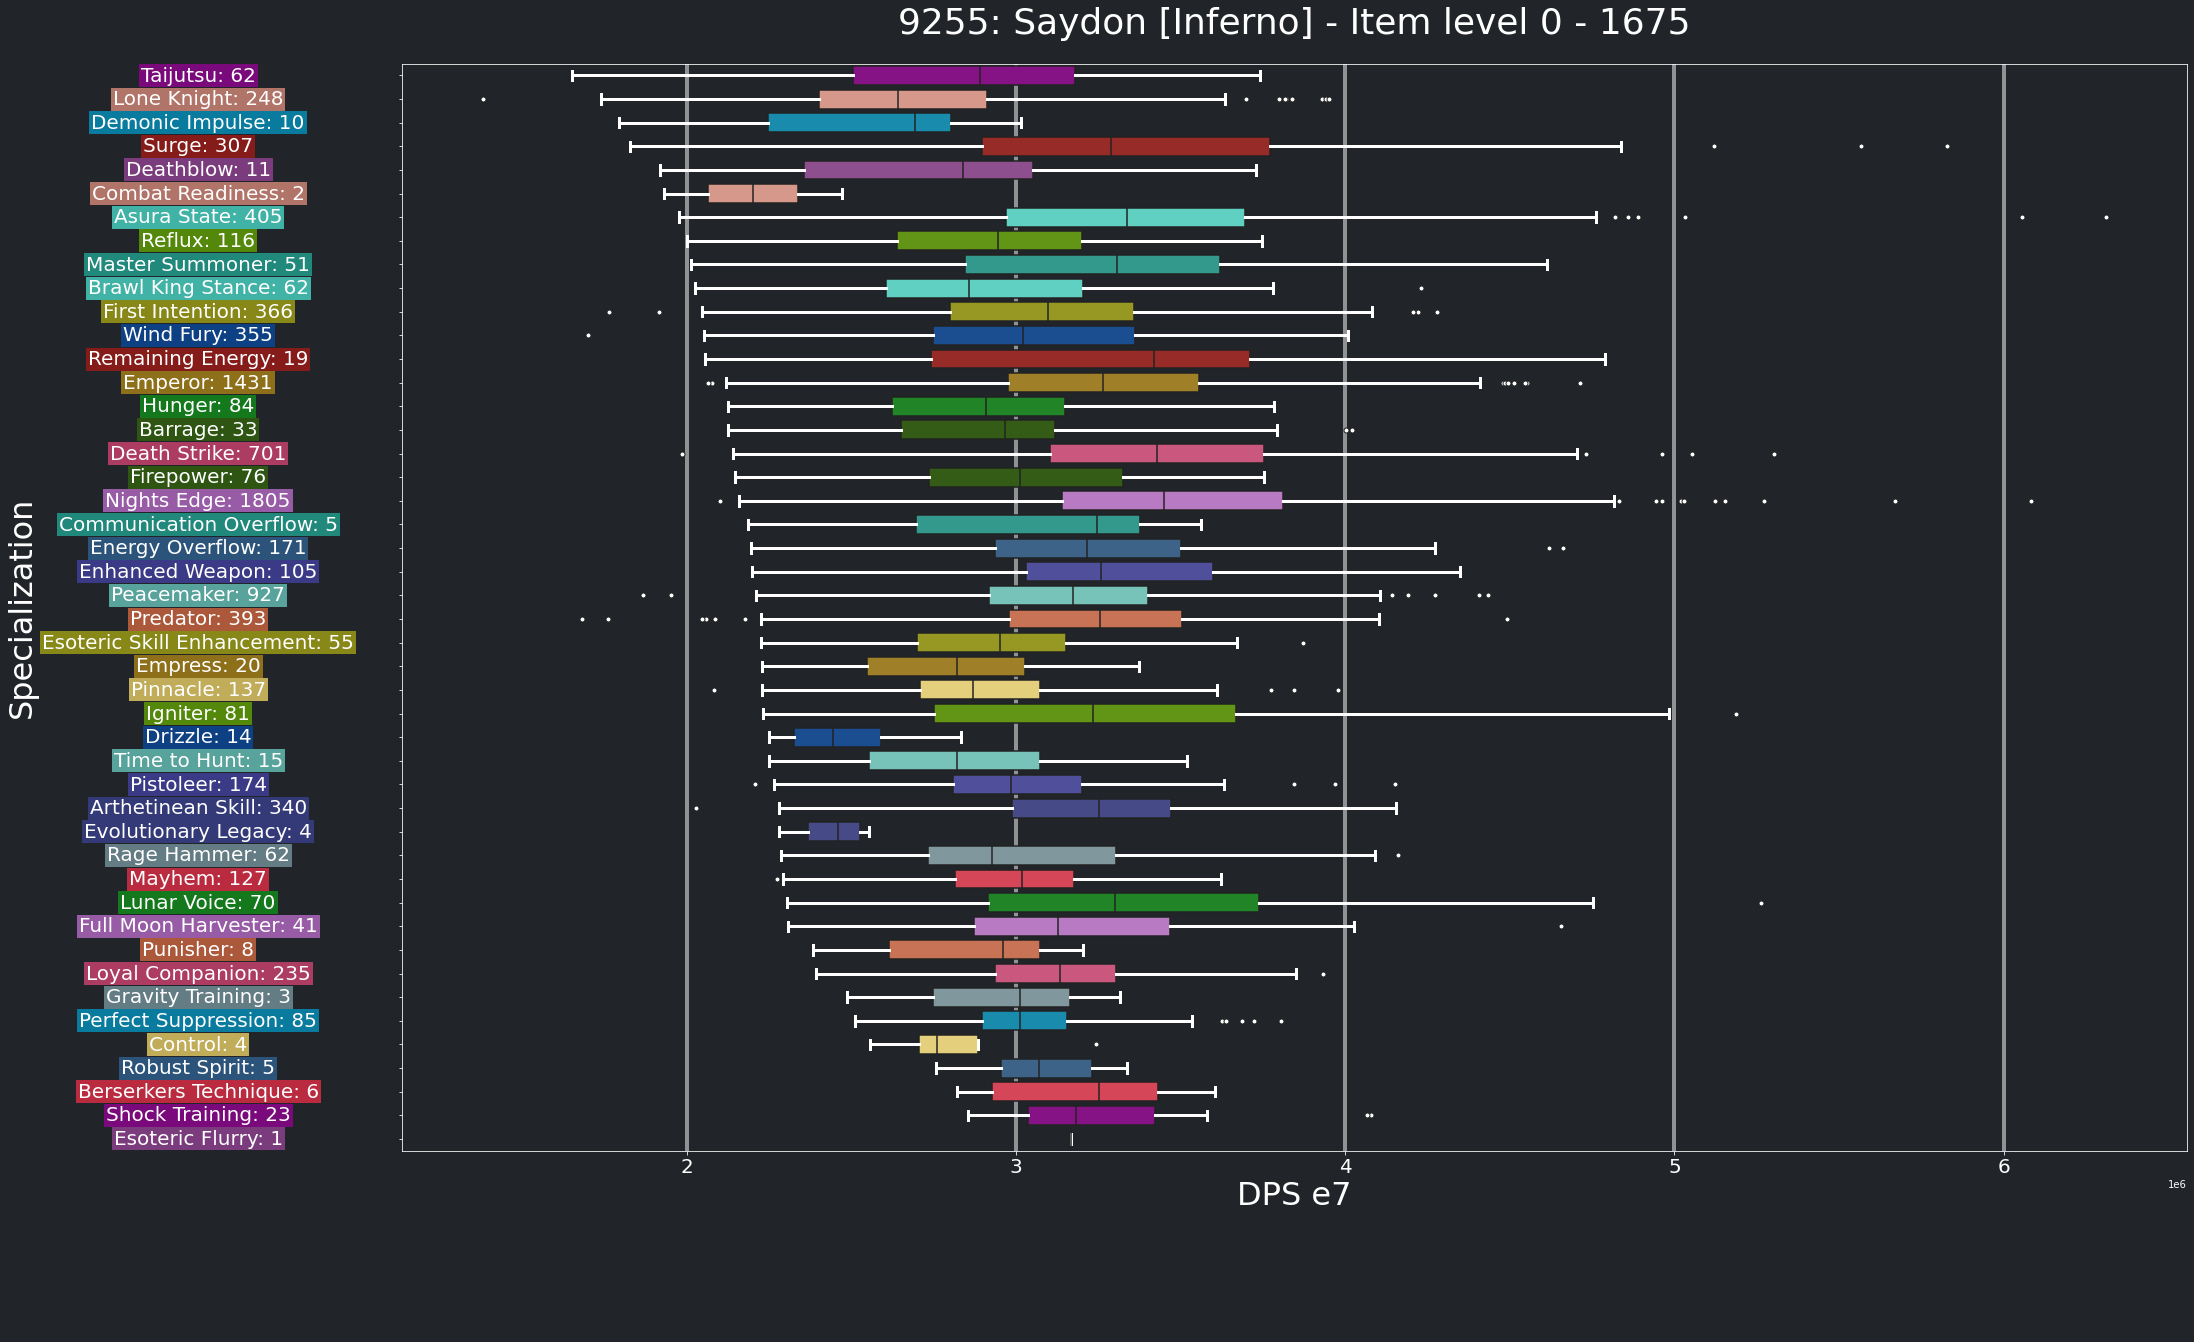 9255: Saydon [Inferno] - Item level 0 - 1675
Specialization
Taijutsu: 62
Lone Knight: 248
Demonic Impulse: 10
Surge: 307
Deathblow: 11
Combat Readiness: 2
Asura State: 405
Reflux: 116
Master Summoner: 51
Brawl King Stance: 62
First Intention: 366
Wind Fury: 355
Remaining Energy: 19
Emperor: 1431
Hunger: 84
Barrage: 33
Death Strike: 701
Firepower: 76
Nights Edge: 1805
Communication Overflow: 5
Energy Overflow: 171
Enhanced Weapon: 105
Peacemaker: 927
Predator: 393
Esoteric Skill Enhancement: 55
Empress: 20
Pinnacle: 137
Igniter: 81
Drizzle: 14
Time to Hunt: 15
Pistoleer: 174
Arthetinean Skill: 340
Evolutionary Legacy: 4
Rage Hammer: 62
Mayhem: 127
Lunar Voice: 70
Full Moon Harvester: 41
Punisher: 8
Loyal Companion: 235
Gravity Training: 3
Perfect Suppression: 85
Control: 4
Robust Spirit: 5
Berserkers Technique: 6
Shock Training: 23
Esoteric Flurry: 1
2 3 4 5 6
DPS e7
1e6